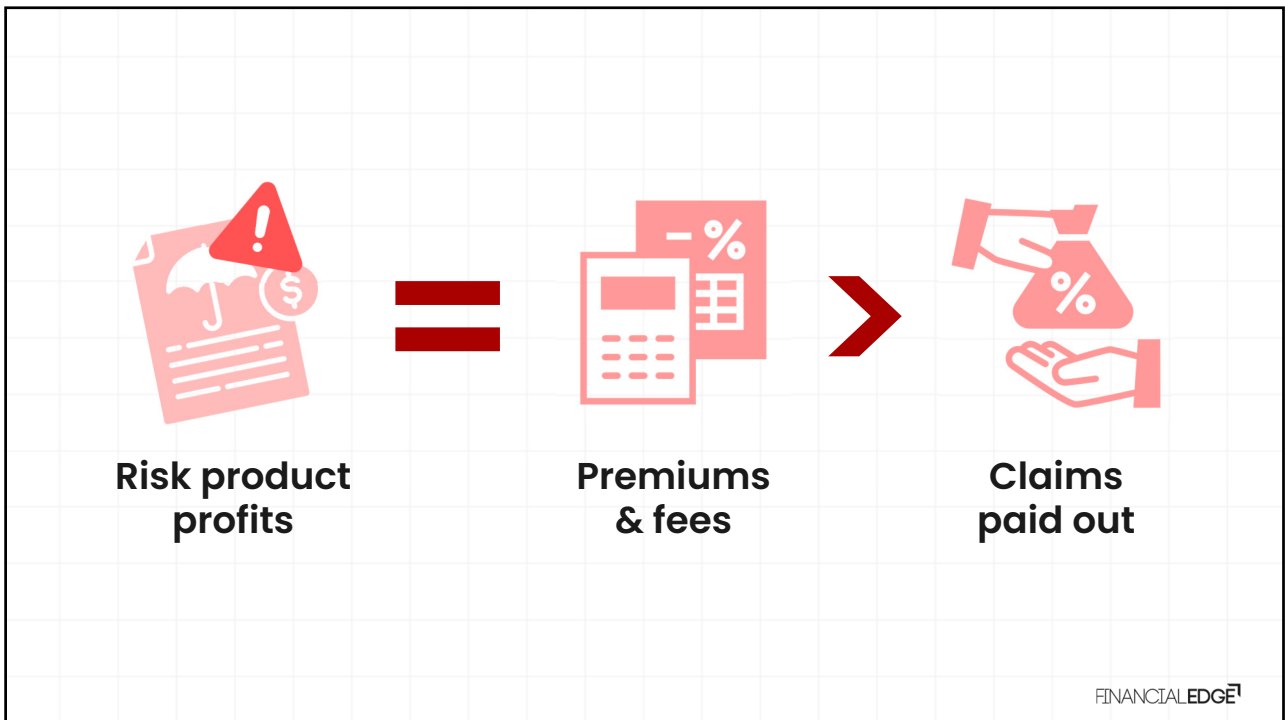 Risk product
profits
=
Premiums
& fees
>
Claims
paid out
! $ - % %
FINANCIALEDGE